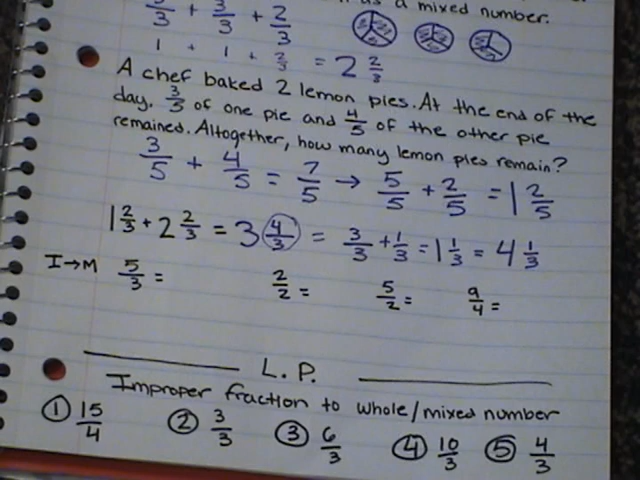 as a mixed number.
3/3 + 3/3 + 2/3
1 + 1 + 2/3 = 2 2/3
A chef baked 2 lemon pies. At the end of the
day, 3/5 of one pie and 4/5 of the other pie
remained. Altogether, how many lemon pies remain?
3/5 + 4/5 = 7/5 → 5/5 + 2/5 = 1 2/5
1 2/3 + 2 2/3 = 3 4/3 = 3/3 + 1/3 = 1 1/3 = 4 1/3
I→M 5/3 = 2/2 = 5/2 = 9/4 =
L.P.
Improper fraction to whole/mixed number
① 15/4 ② 3/3 ③ 6/3 ④ 10/3 ⑤ 4/3